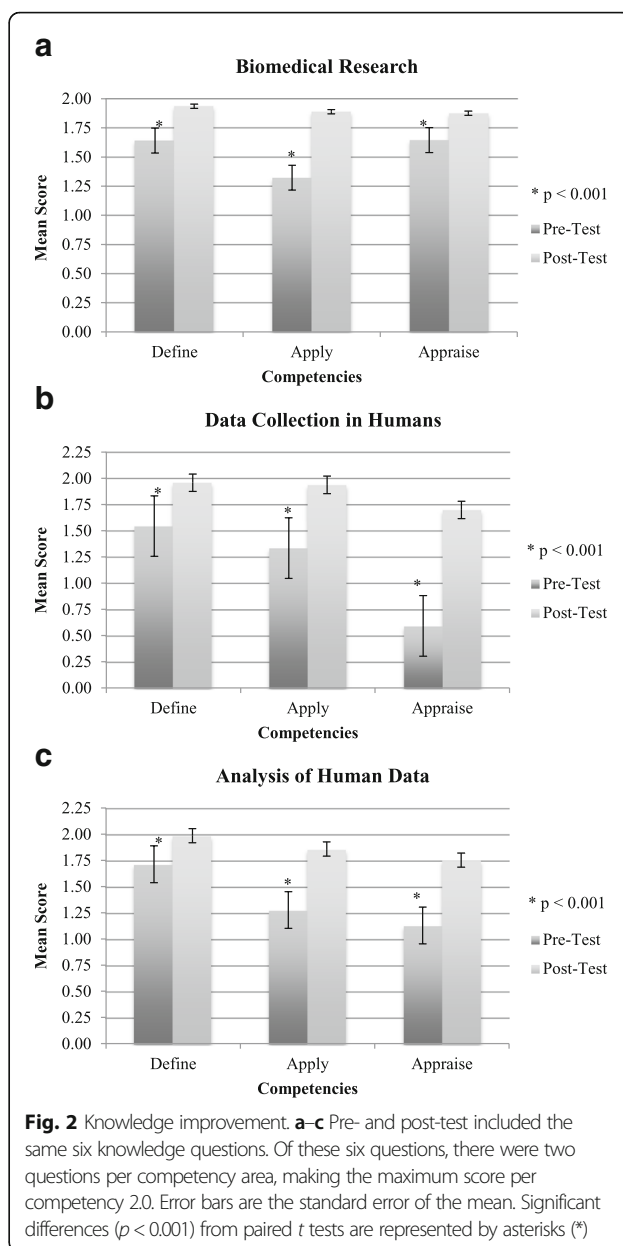 a
Biomedical Research
2.00
1.75
1.50
1.25
1.00
0.75
0.50
0.25
0.00
Mean Score
*
*
*
* p < 0.001
Pre-Test
Post-Test
Define
Apply
Appraise
Competencies
b
Data Collection in Humans
2.25
2.00
1.75
1.50
1.25
1.00
0.75
0.50
0.25
0.00
Mean Score
*
*
*
* p < 0.001
Pre-Test
Post-Test
Define
Apply
Appraise
Competencies
c
Analysis of Human Data
2.25
2.00
1.75
1.50
1.25
1.00
0.75
0.50
0.25
0.00
Mean Score
*
*
*
* p < 0.001
Pre-Test
Post-Test
Define
Apply
Appraise
Competencies
Fig. 2 Knowledge improvement. a–c Pre- and post-test included the
same six knowledge questions. Of these six questions, there were two
questions per competency area, making the maximum score per
competency 2.0. Error bars are the standard error of the mean. Significant
differences (p < 0.001) from paired t tests are represented by asterisks (*)